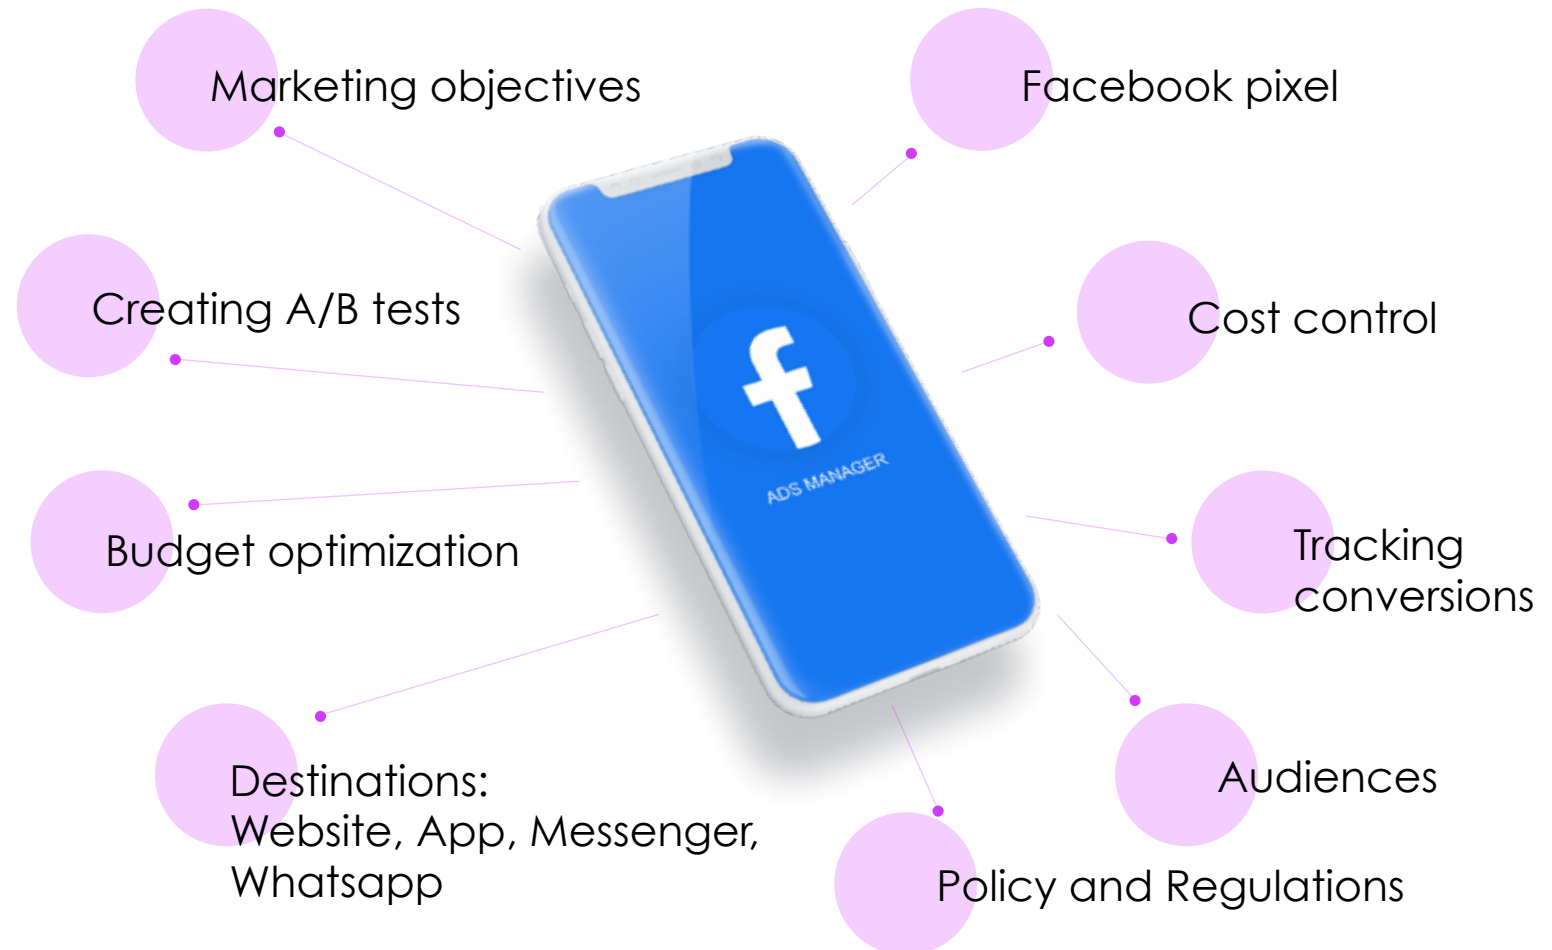 Marketing objectives
Facebook pixel
Creating A/B tests
Cost control
ADS MANAGER
Budget optimization
Tracking
conversions
Destinations:
Website, App, Messenger,
Whatsapp
Audiences
Policy and Regulations